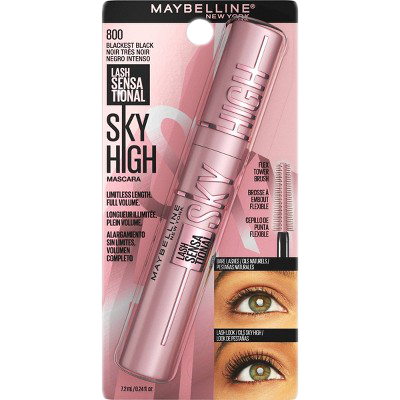 MAYBELLINE
NEW YORK
800
BLACKEST BLACK
NOIR TRÈS NOIR
NEGRO INTENSO
LASH
SENSA
TIONAL
SKY
HIGH
MASCARA
LIMITLESS LENGTH,
FULL VOLUME.
LONGUEUR ILLIMITÉE,
PLEIN VOLUME.
ALARGAMIENTO
SIN LÍMITES,
VOLUMEN
COMPLETO
MAYBELLINE
NEW YORK
LASH
SENSA
TIONAL
SKY HIGH
FLEX
TOWER
BRUSH
BROSSE À
EMBOUT
FLEXIBLE
CEPILLO DE
PUNTA
FLEXIBLE
BARE LASHES / CILS NATURELS /
PESTAÑAS NATURALES
LASH LOOK / CILS SKY HIGH /
LOOK DE PESTAÑAS
7.2mL/0.24 fl oz